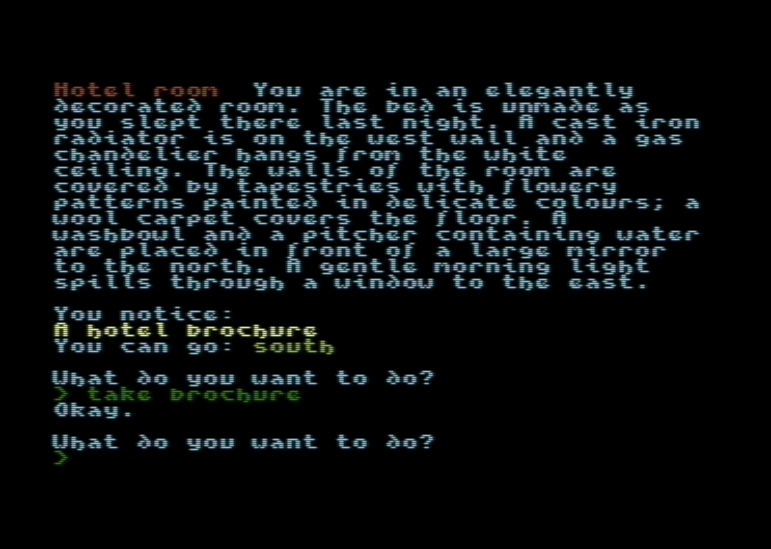 Hotel room  You are in an elegantly
decorated room. The bed is unmade as
you slept there last night. A cast iron
radiator is on the west wall and a gas
chandelier hangs from the white
ceiling. The walls of the room are
covered by tapestries with flowery
patterns painted in delicate colours; a
wool carpet covers the floor. A
washbowl and a pitcher containing water
are placed in front of a large mirror
to the north. A gentle morning light
spills through a window to the east.
You notice:
A hotel brochure
You can go: south
What do you want to do?
> take brochure
Okay.
What do you want to do?
>